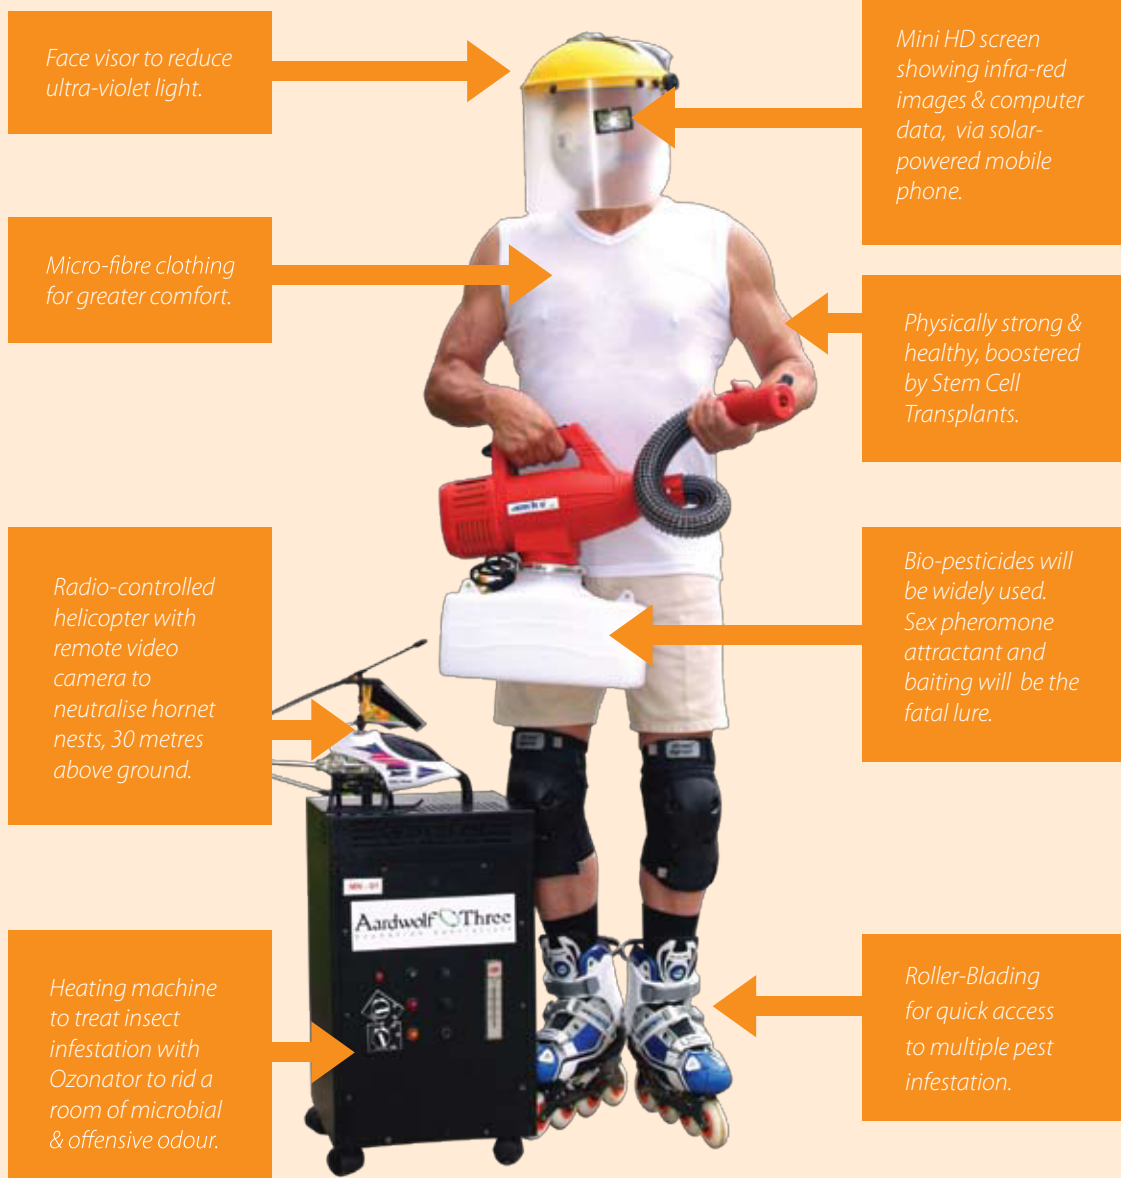 Face visor to reduce
ultra-violet light.
Mini HD screen
showing infra-red
images & computer
data, via solar-
powered mobile
phone.
Micro-fibre clothing
for greater comfort.
Physically strong &
healthy, boostered
by Stem Cell
Transplants.
Radio-controlled
helicopter with
remote video
camera to
neutralise hornet
nests, 30 metres
above ground.
Bio-pesticides will
be widely used.
Sex pheromone
attractant and
baiting will be the
fatal lure.
Aardwolf Three
Heating machine
to treat insect
infestation with
Ozonator to rid a
room of microbial
& offensive odour.
Roller-Blading
for quick access
to multiple pest
infestation.